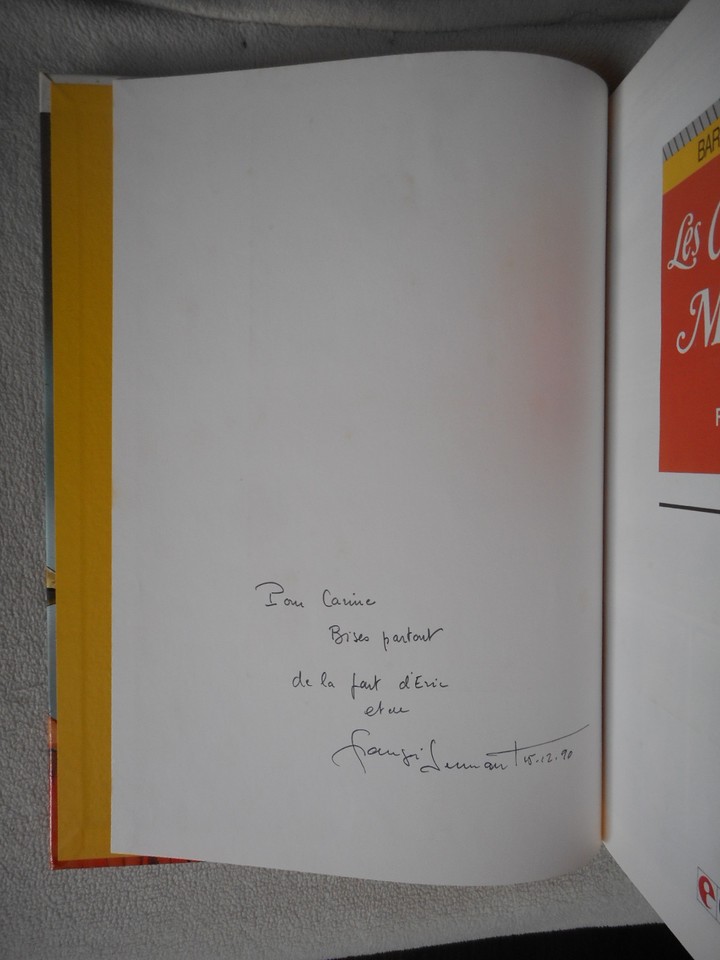 Pour Carine
Bises partout
de la part d'Eric
et de
15.12.90
BAR
Les C
M
F